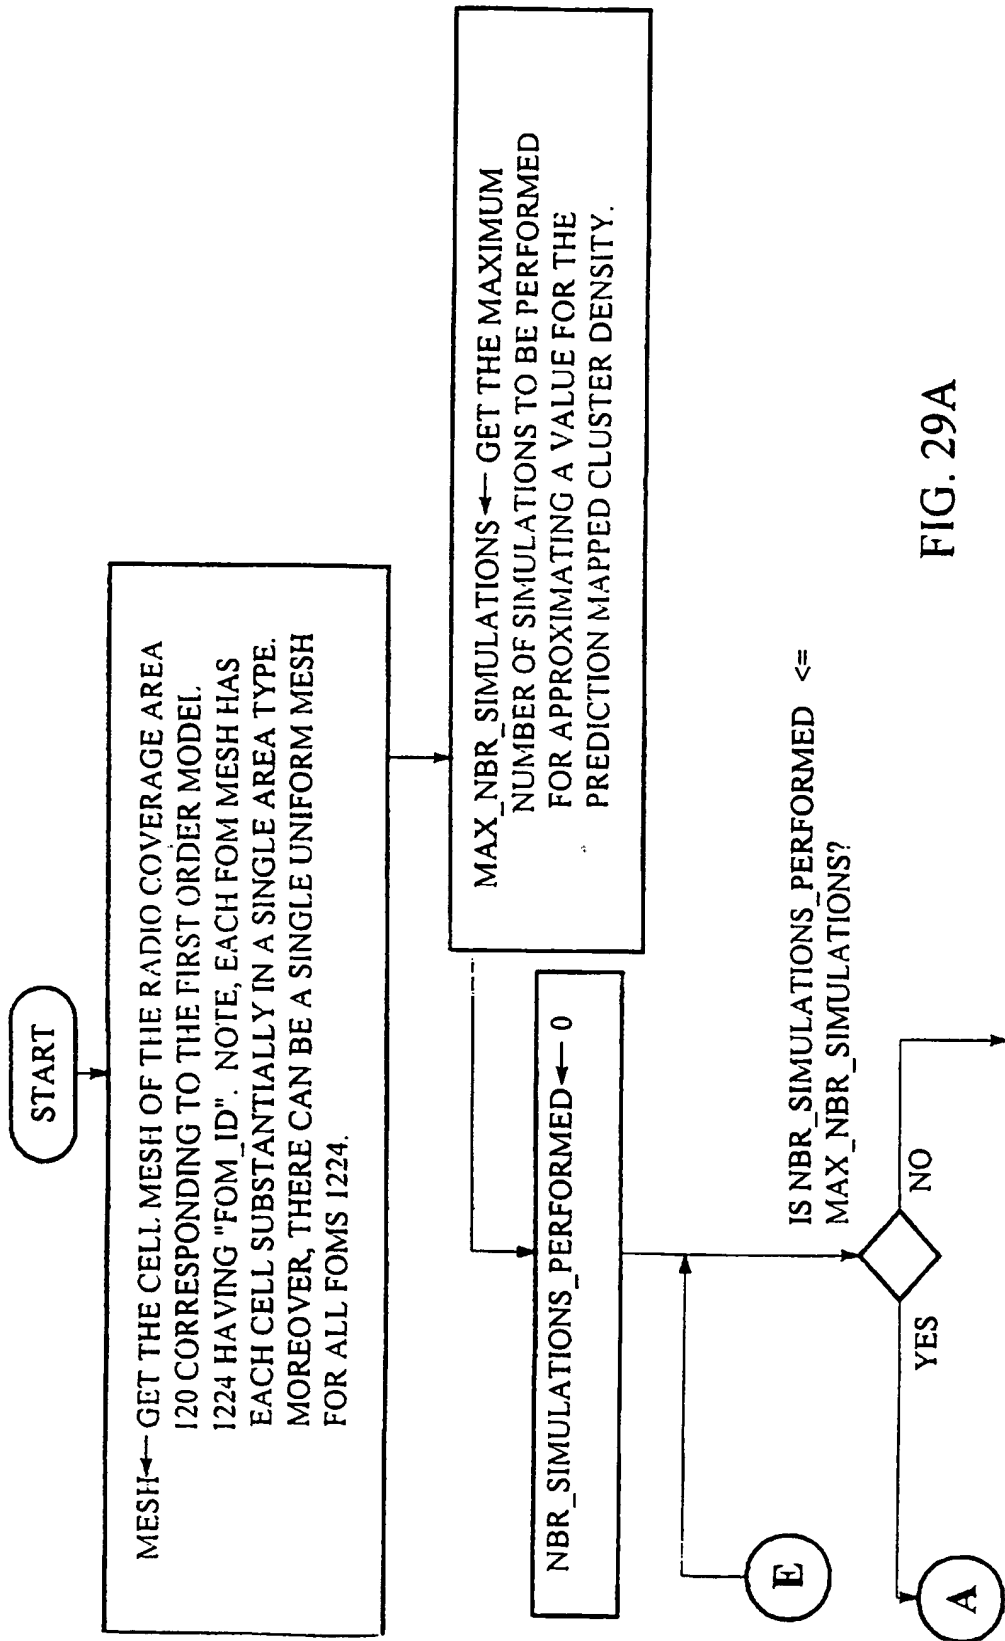 START
MESH← GET THE CELL MESH OF THE RADIO COVERAGE AREA
120 CORRESPONDING TO THE FIRST ORDER MODEL
1224 HAVING "FOM_ID". NOTE, EACH FOM MESH HAS
EACH CELL SUBSTANTIALLY IN A SINGLE AREA TYPE.
MOREOVER, THERE CAN BE A SINGLE UNIFORM MESH
FOR ALL FOMS 1224.
MAX_NBR_SIMULATIONS← GET THE MAXIMUM
NUMBER OF SIMULATIONS TO BE PERFORMED
FOR APPROXIMATING A VALUE FOR THE
PREDICTION MAPPED CLUSTER DENSITY.
NBR_SIMULATIONS_PERFORMED← 0
E
IS NBR_SIMULATIONS_PERFORMED <=
MAX_NBR_SIMULATIONS?
YES
NO
A
FIG. 29A